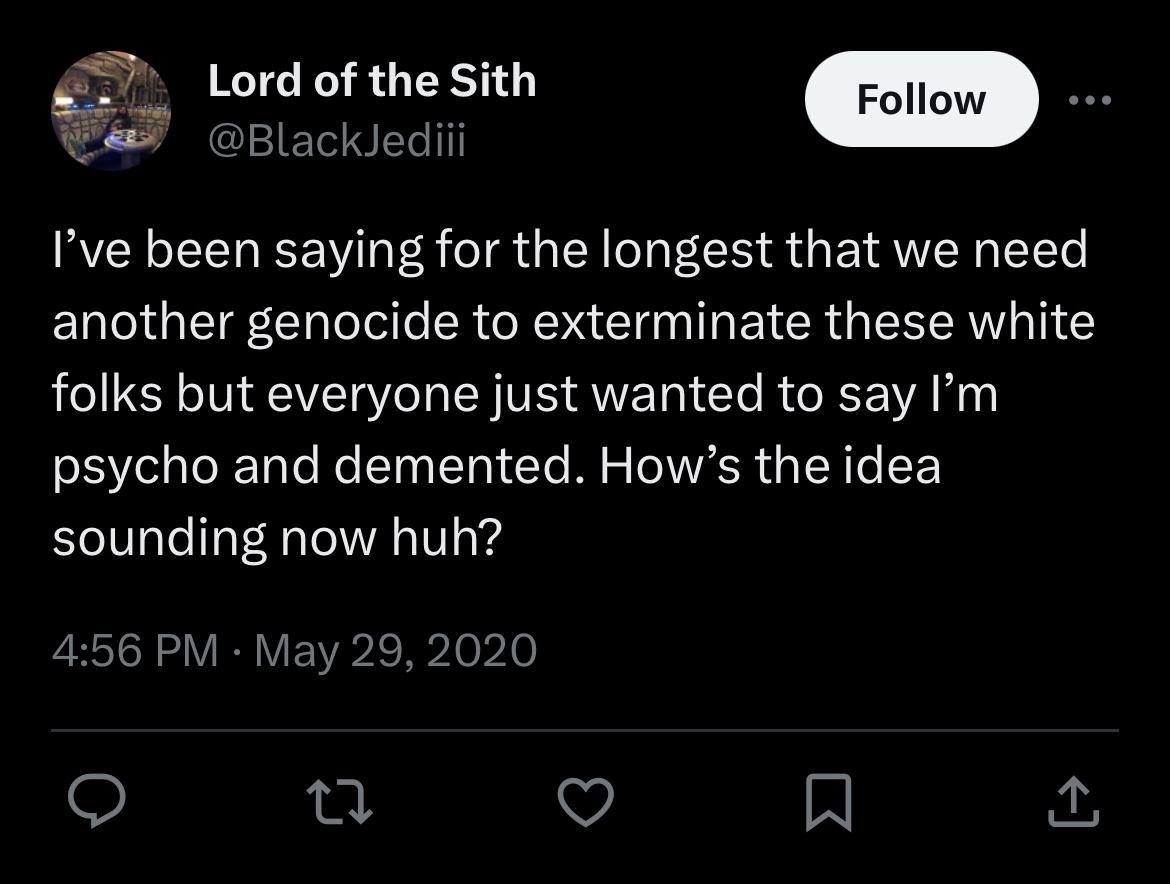 Lord of the Sith
@BlackJediii
Follow
I’ve been saying for the longest that we need
another genocide to exterminate these white
folks but everyone just wanted to say I’m
psycho and demented. How’s the idea
sounding now huh?
4:56 PM · May 29, 2020